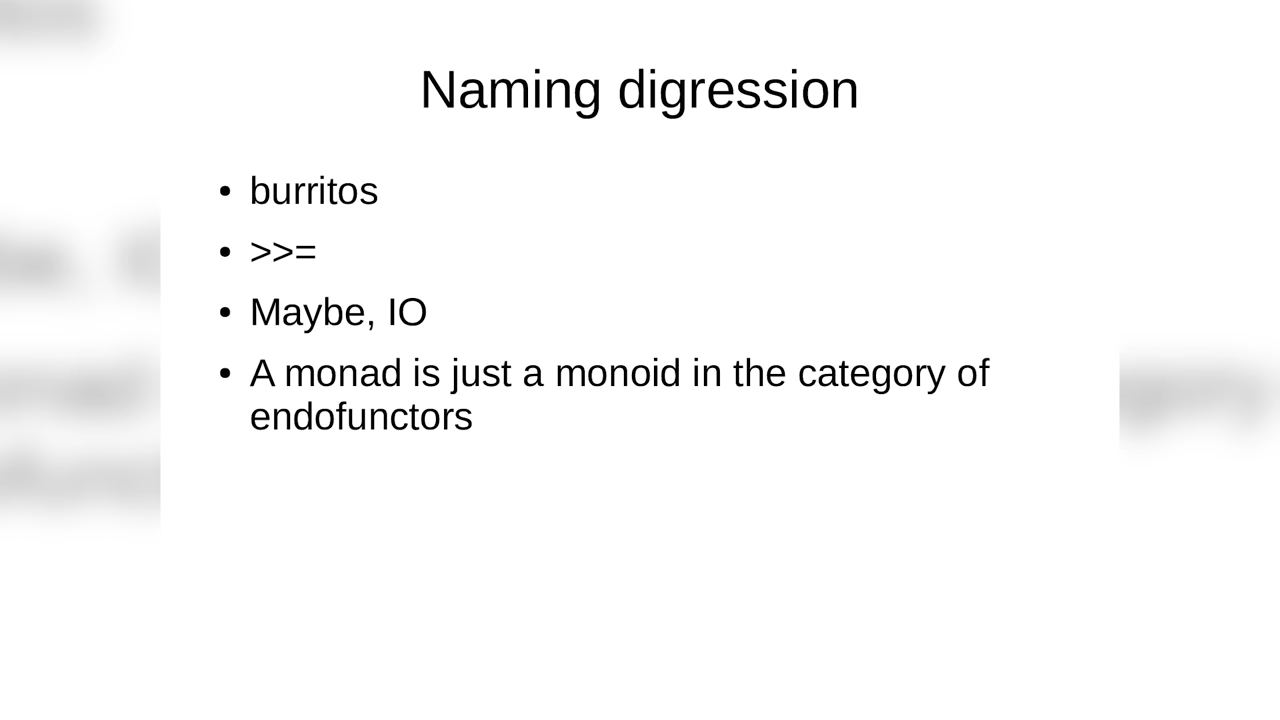 Naming digression
• burritos
• >>=
• Maybe, IO
• A monad is just a monoid in the category of
endofunctors